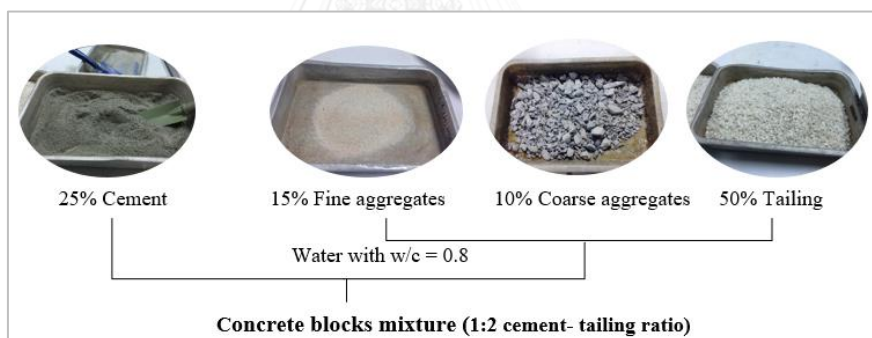 25% Cement
15% Fine aggregates
10% Coarse aggregates
50% Tailing
Water with w/c = 0.8
Concrete blocks mixture (1:2 cement- tailing ratio)